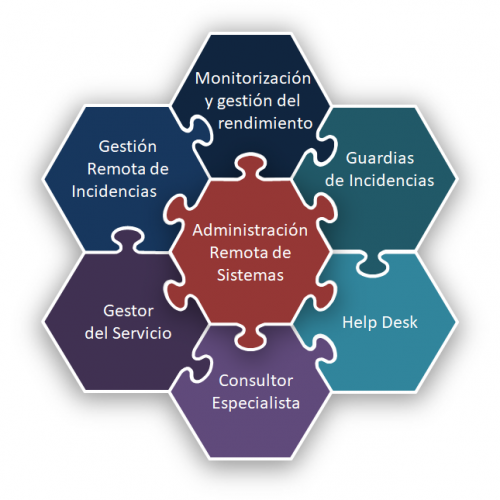 Monitorización
y gestión del
rendimiento
Gestión
Remota de
Incidencias
Guardias
de Incidencias
Administración
Remota de
Sistemas
Gestor
del Servicio
Help Desk
Consultor
Especialista